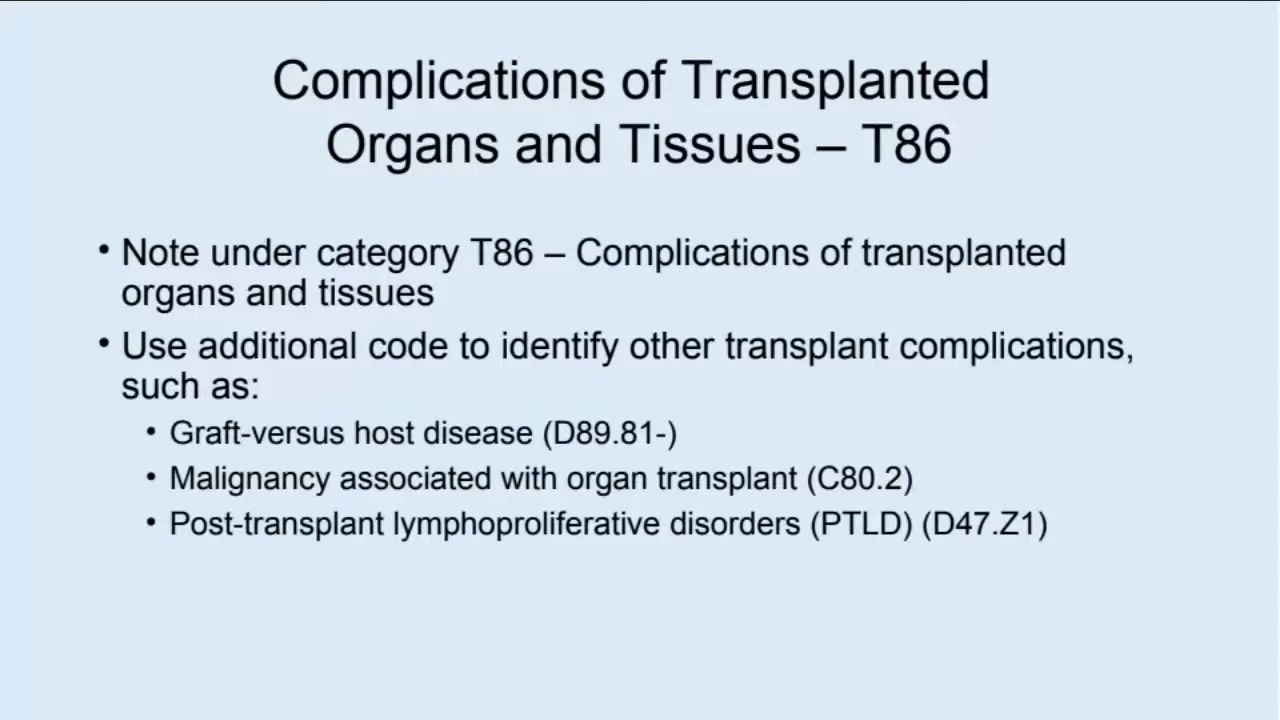 Complications of Transplanted
Organs and Tissues – T86
• Note under category T86 – Complications of transplanted
organs and tissues
• Use additional code to identify other transplant complications,
such as:
• Graft-versus host disease (D89.81-)
• Malignancy associated with organ transplant (C80.2)
• Post-transplant lymphoproliferative disorders (PTLD) (D47.Z1)